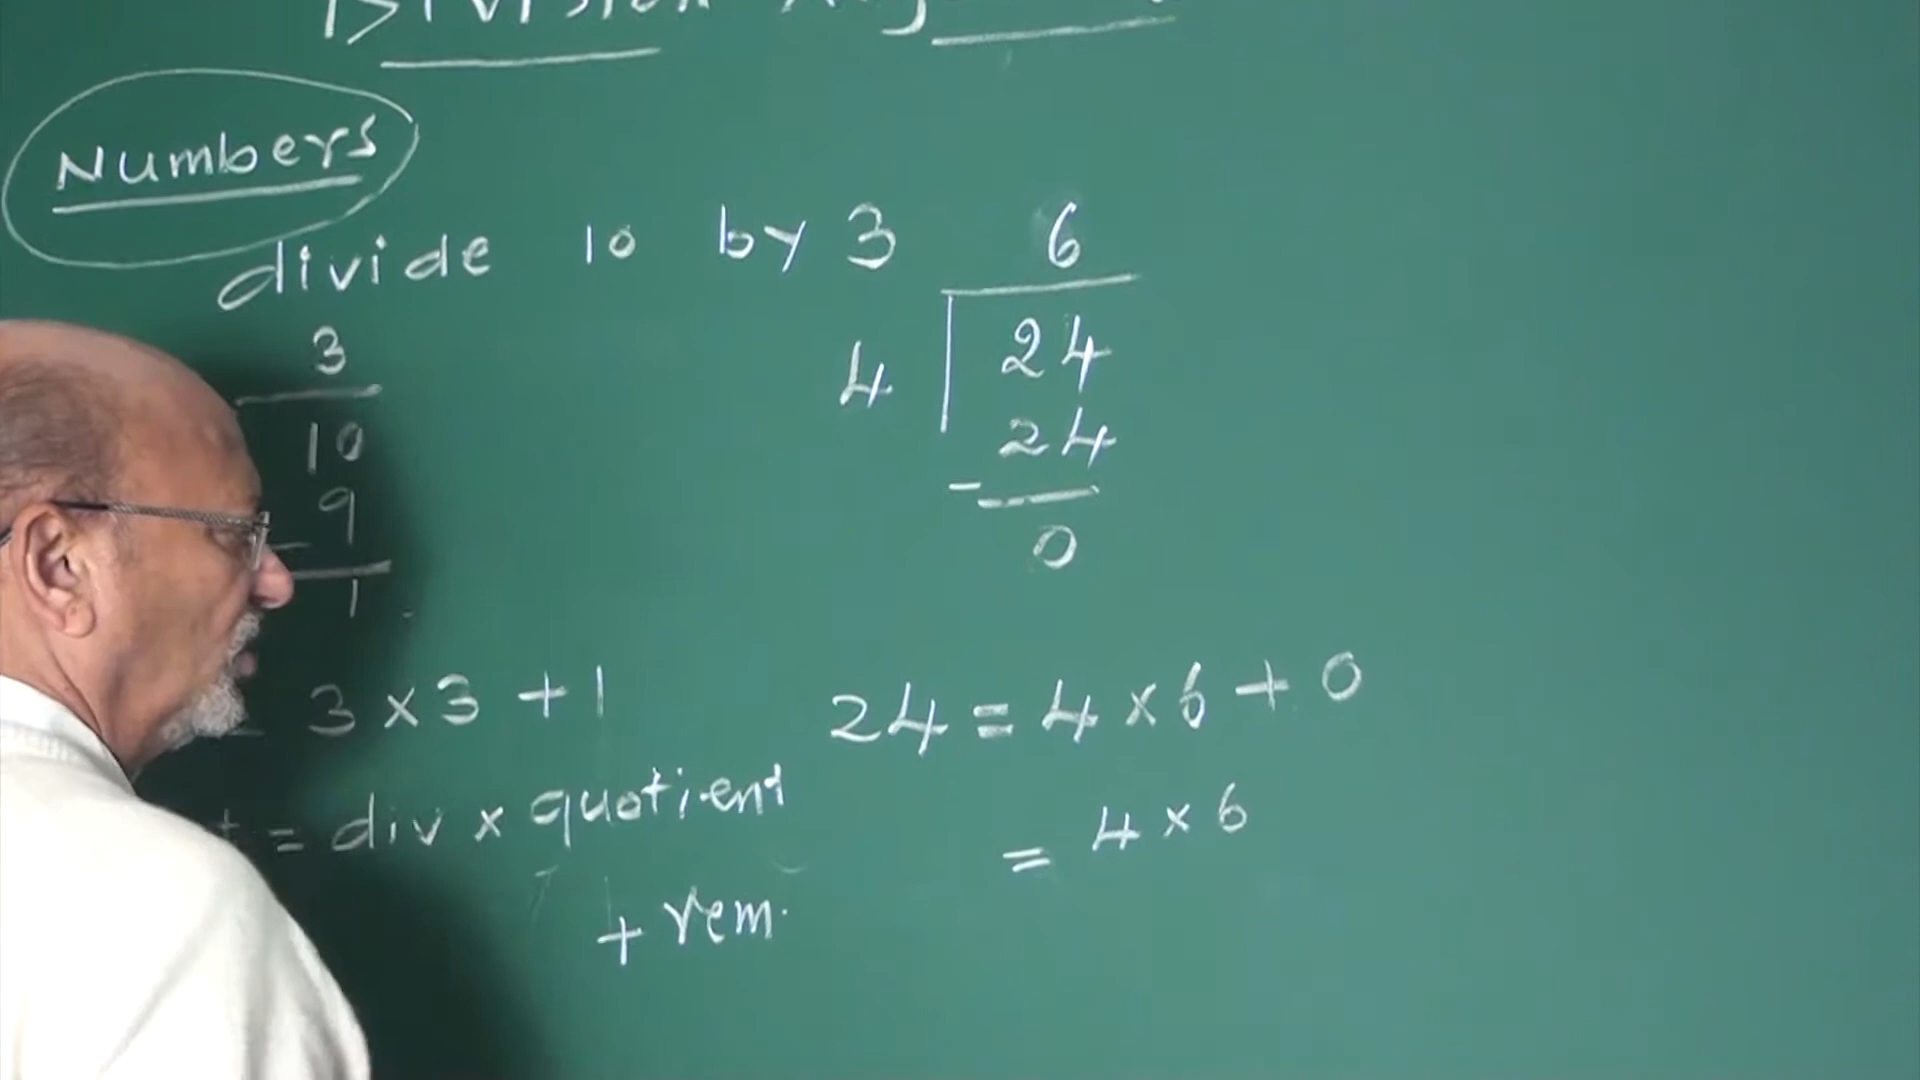 Division
Numbers
divide 10 by 3
3
10
9
1
3 × 3 + 1
= div × quotient
+ rem.
6
4 24
24
-
0
24 = 4 × 6 + 0
= 4 × 6